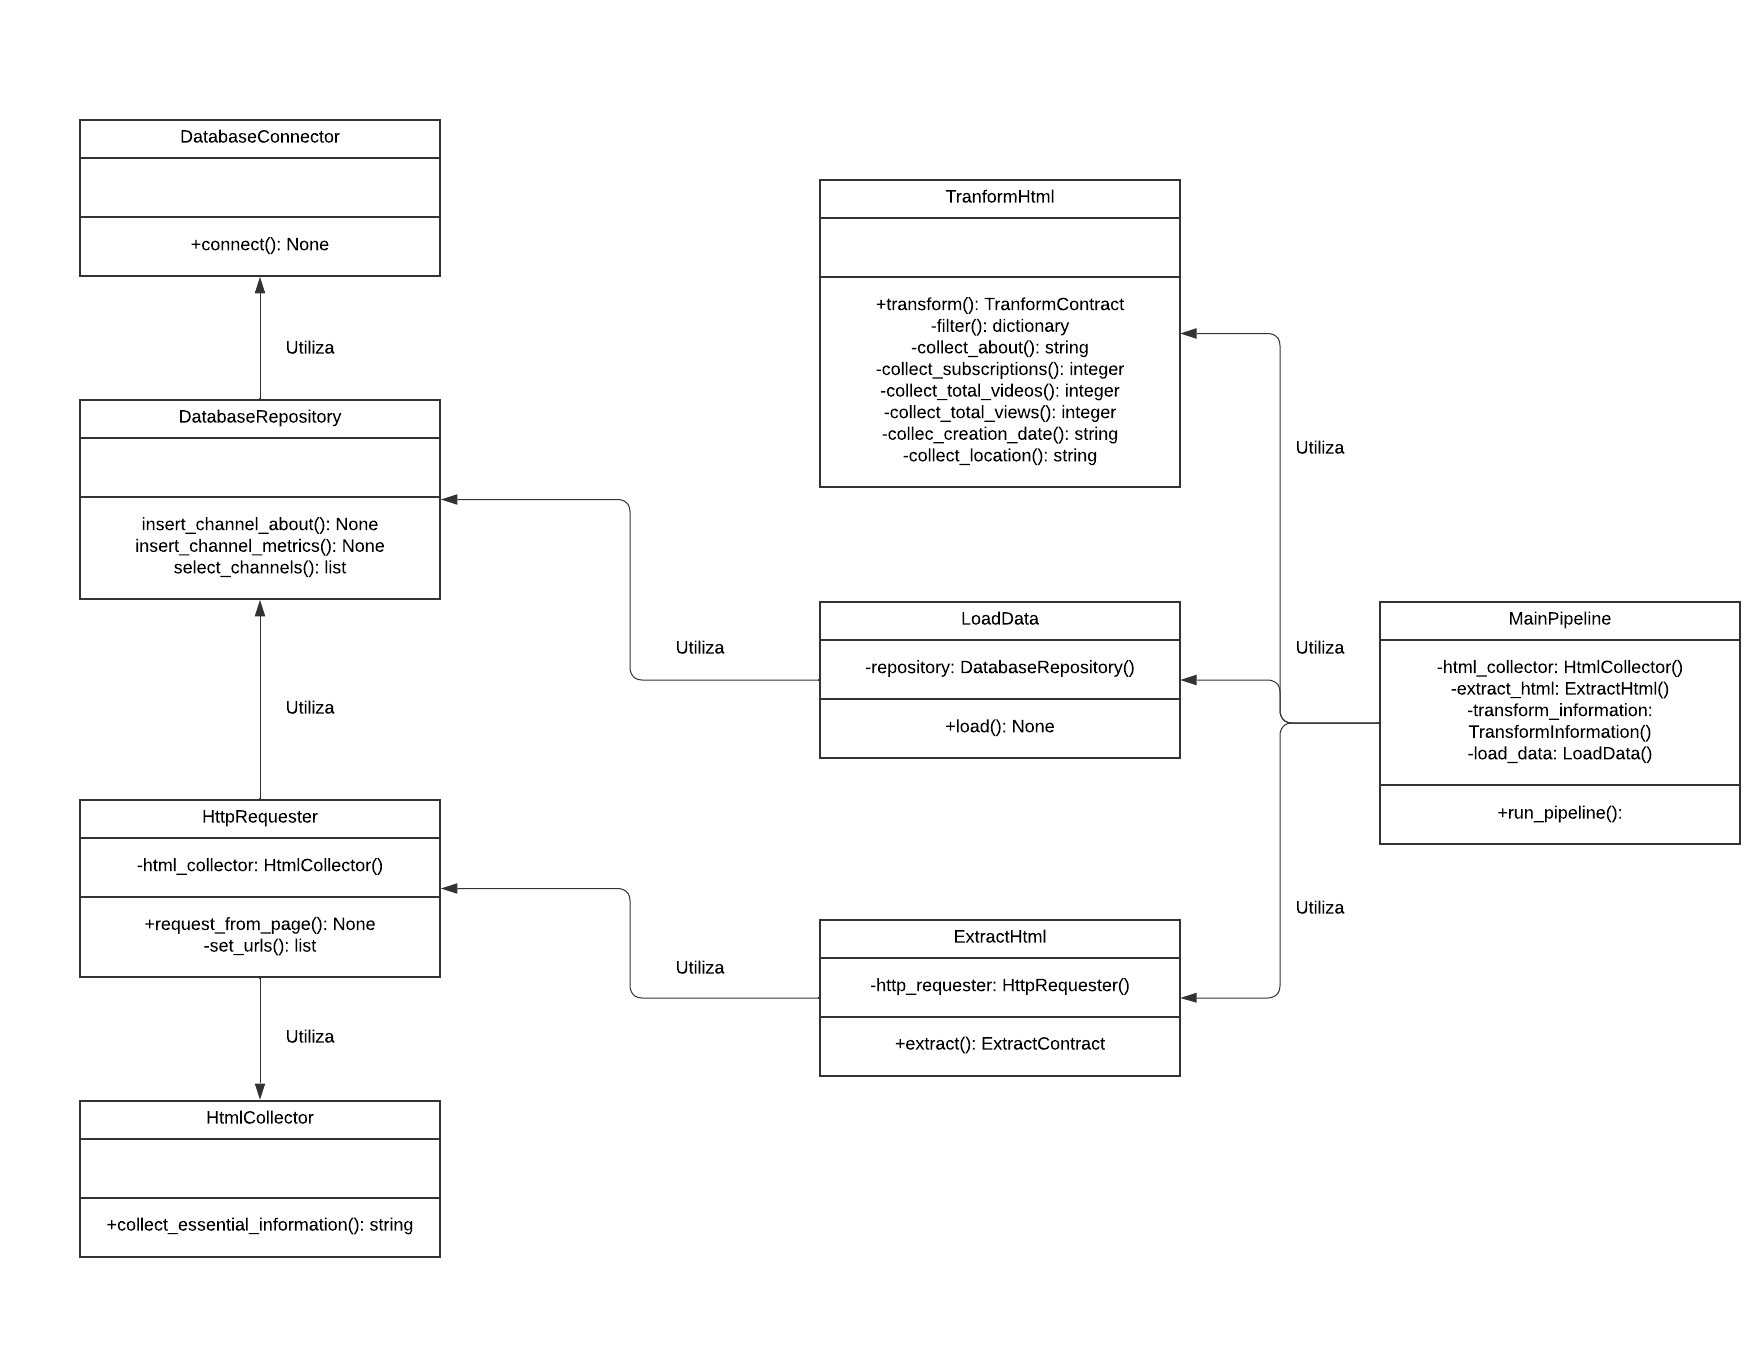 DatabaseConnector
+connect(): None
Utiliza
DatabaseRepository
insert_channel_about(): None
insert_channel_metrics(): None
select_channels(): list
Utiliza
HttpRequester
-html_collector: HtmlCollector()
+request_from_page(): None
-set_urls(): list
Utiliza
HtmlCollector
+collect_essential_information(): string
TranformHtml
+transform(): TranformContract
-filter(): dictionary
-collect_about(): string
-collect_subscriptions(): integer
-collect_total_videos(): integer
-collect_total_views(): integer
-collec_creation_date(): string
-collect_location(): string
Utiliza
LoadData
-repository: DatabaseRepository()
+load(): None
Utiliza
ExtractHtml
-http_requester: HttpRequester()
+extract(): ExtractContract
Utiliza
Utiliza
Utiliza
MainPipeline
-html_collector: HtmlCollector()
-extract_html: ExtractHtml()
-transform_information:
TransformInformation()
-load_data: LoadData()
+run_pipeline():